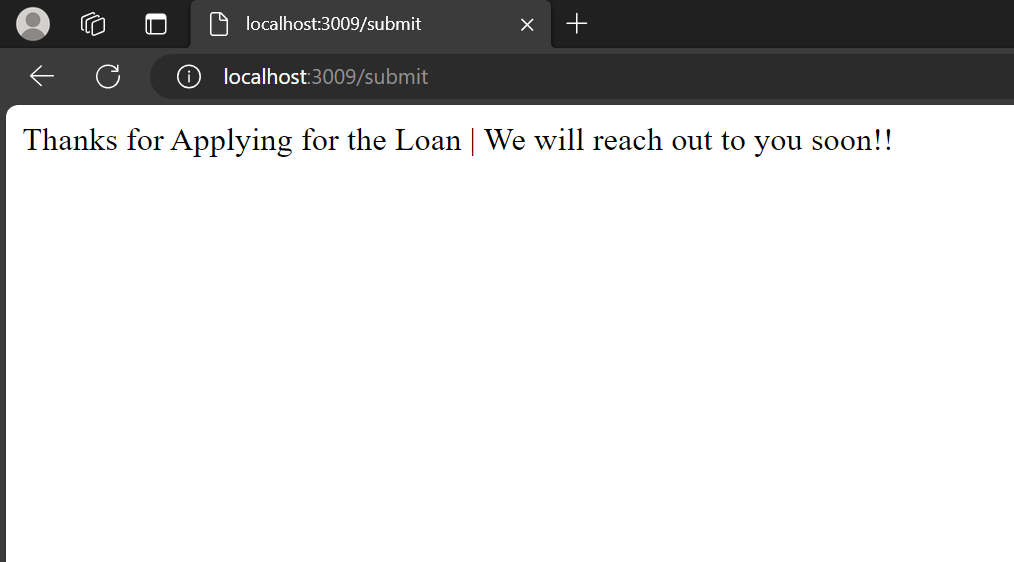 localhost:3009/submit
localhost:3009/submit
Thanks for Applying for the Loan | We will reach out to you soon!!